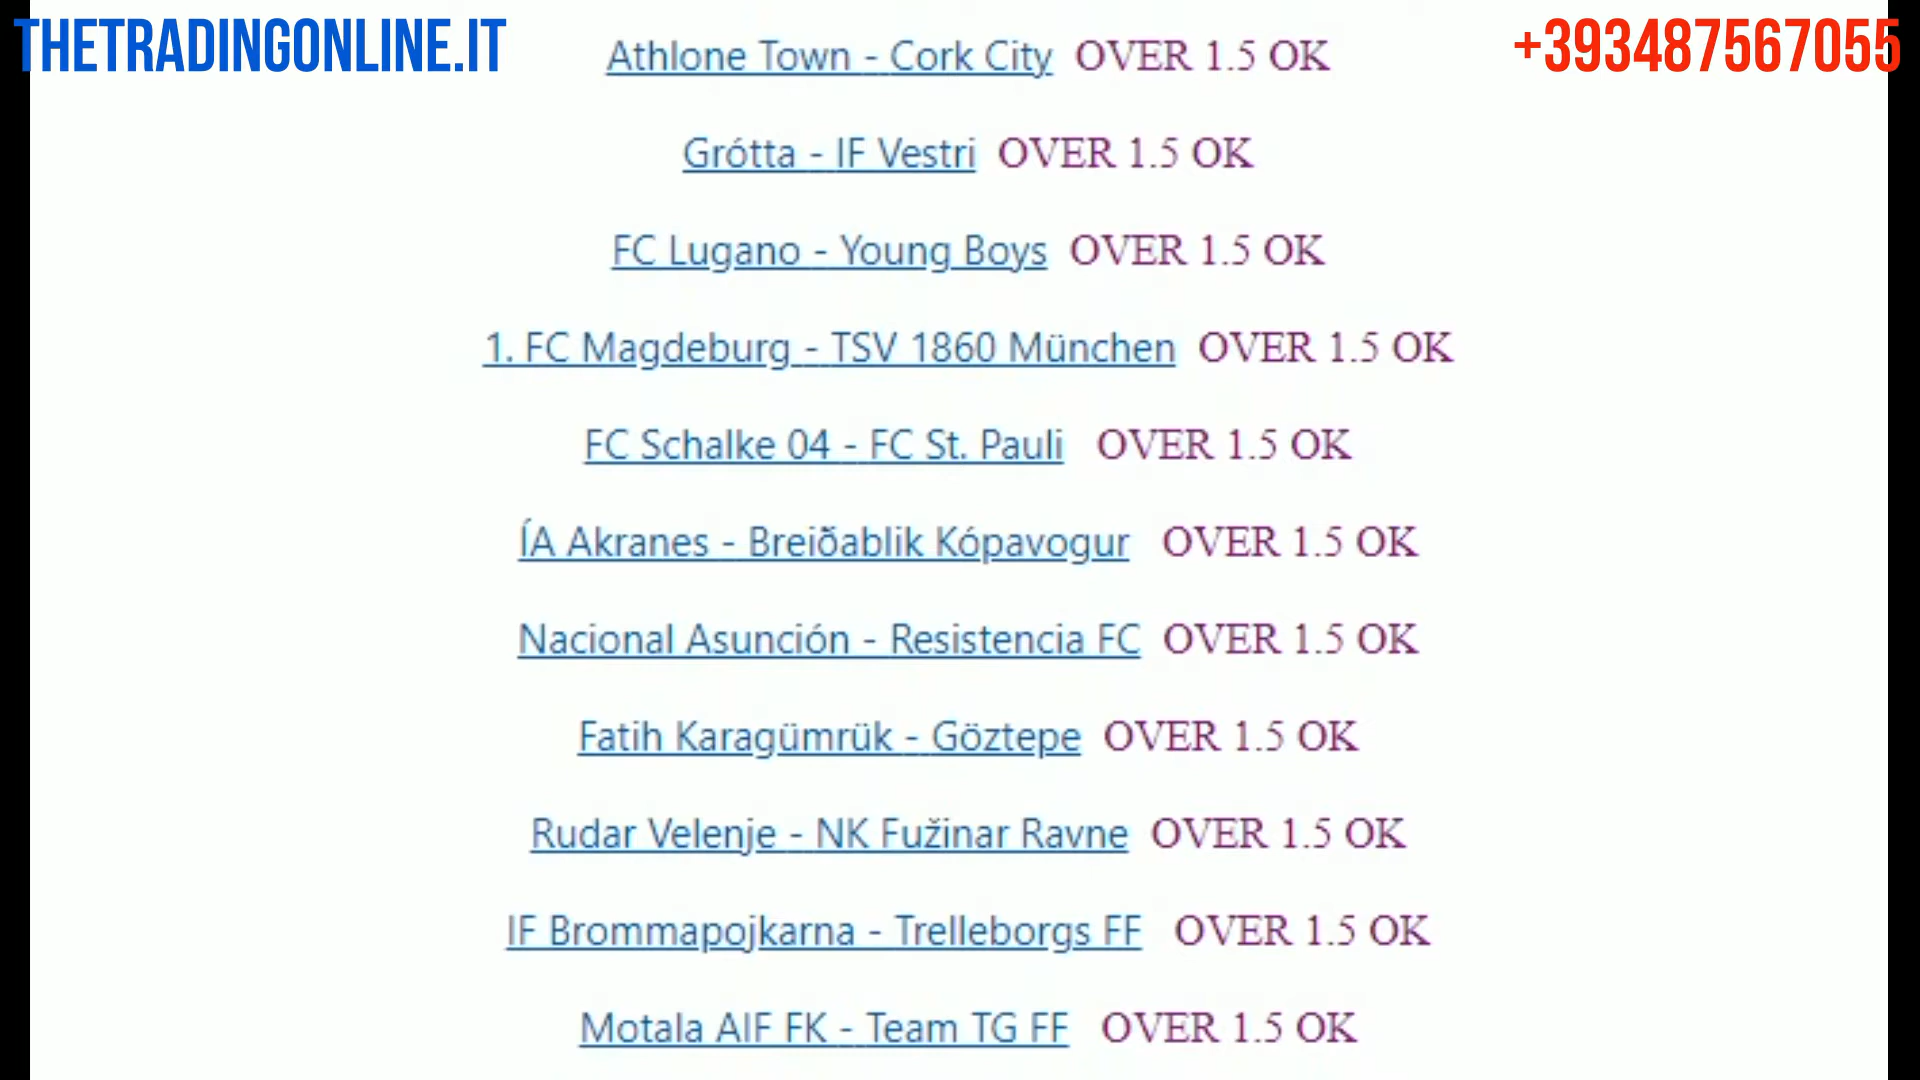 THETRADINGONLINE.IT
+393487567055
Athlone Town - Cork City OVER 1.5 OK
Grótta - IF Vestri OVER 1.5 OK
FC Lugano - Young Boys OVER 1.5 OK
1. FC Magdeburg - TSV 1860 München OVER 1.5 OK
FC Schalke 04 - FC St. Pauli OVER 1.5 OK
ÍA Akranes - Breiðablik Kópavogur OVER 1.5 OK
Nacional Asunción - Resistencia FC OVER 1.5 OK
Fatih Karagümrük - Göztepe OVER 1.5 OK
Rudar Velenje - NK Fužinar Ravne OVER 1.5 OK
IF Brommapojkarna - Trelleborgs FF OVER 1.5 OK
Motala AIF FK - Team TG FF OVER 1.5 OK